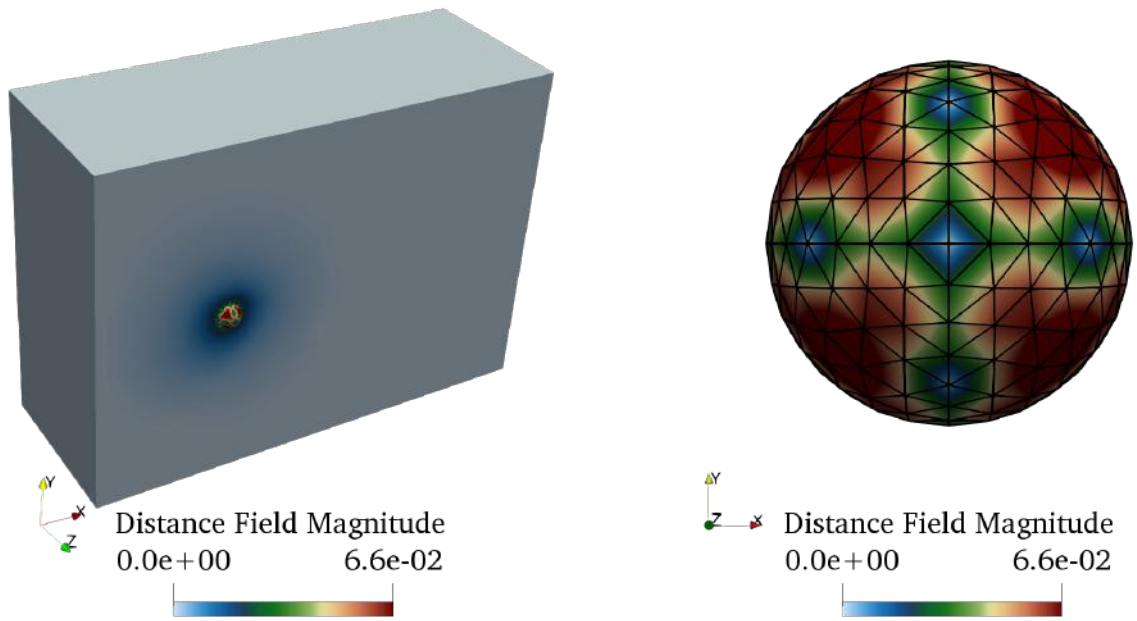 Y
X
Z
Distance Field Magnitude
0.0e+00 6.6e-02
Y
Z X
Distance Field Magnitude
0.0e+00 6.6e-02